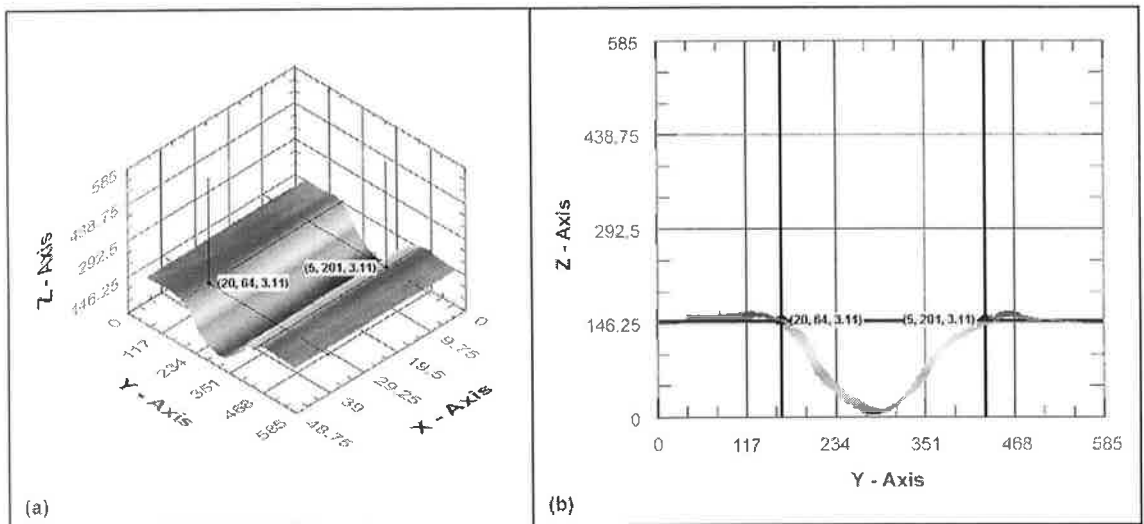 585
438.75
292.5
146.25
0
Z - Axis
(20, 64, 3.11)
(5, 201, 3.11)
0
117
234
351
468
585
Y - Axis
0
9.75
19.5
29.25
39
48.75
X - Axis
(a)
585
438,75
292,5
146.25
0
Z - Axis
(20, 64, 3.11)
(5, 201, 3.11)
0
117
234
351
468
585
Y - Axis
(b)